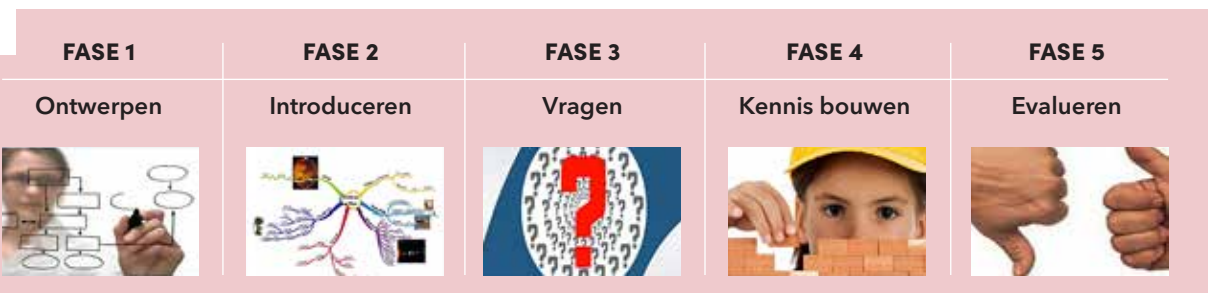 FASE 1
FASE 2
FASE 3
FASE 4
FASE 5
Ontwerpen
Introduceren
Vragen
Kennis bouwen
Evalueren